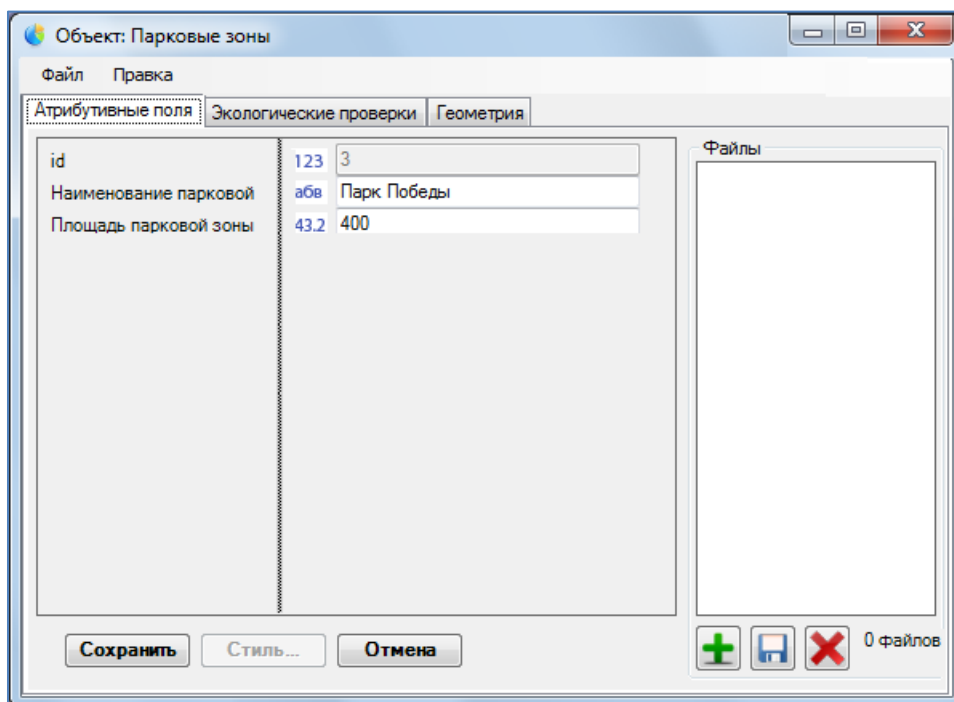 Объект: Парковые зоны
Файл Правка
Атрибутивные поля Экологические проверки Геометрия
Файлы
id 123 3
Наименование парковой абв Парк Победы
Площадь парковой зоны 43.2 400
Сохранить Стиль... Отмена 0 файлов